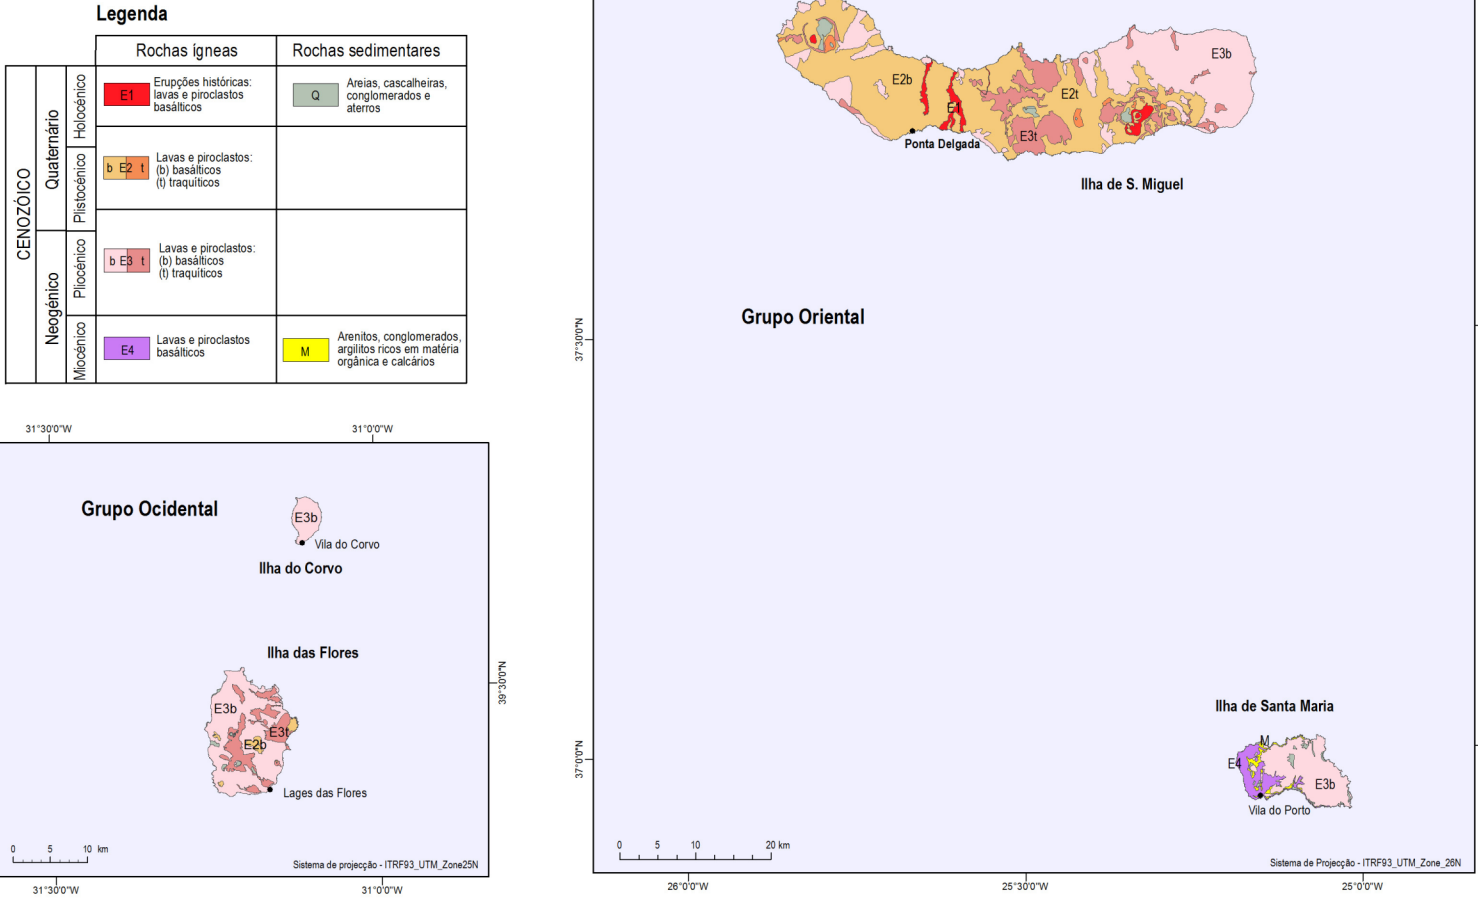 Legenda
Rochas ígneas
Rochas sedimentares
CENOZÓICO
Quaternário
Neogénico
Holocénico
Plistocénico
Pliocénico
Miocénico
E1
Erupções históricas:
lavas e piroclastos
basálticos
Q
Areias, cascalheiras,
conglomerados e
aterros
b E2 t
Lavas e piroclastos:
(b) basálticos
(t) traquíticos
b E3 t
Lavas e piroclastos:
(b) basálticos
(t) traquíticos
E4
Lavas e piroclastos
basálticos
M
Arenitos, conglomerados,
argilitos ricos em matéria
orgânica e calcários
31°30'0"W
31°0'0"W
Grupo Ocidental
E3b
Vila do Corvo
Ilha do Corvo
Ilha das Flores
39°30'0"N
E3b
E3t
E2b
Lages das Flores
0 5 10 km
Sistema de projecção - ITRF93_UTM_Zone25N
31°30'0"W
31°0'0"W
E3b
E2b
E2t
E1
E3t
Ponta Delgada
Ilha de S. Miguel
Grupo Oriental
37°30'0"N
Ilha de Santa Maria
M
E4
E3b
Vila do Porto
37°0'0"N
0 5 10 20 km
Sistema de Projecção - ITRF93_UTM_Zone_26N
26°0'0"W
25°30'0"W
25°0'0"W